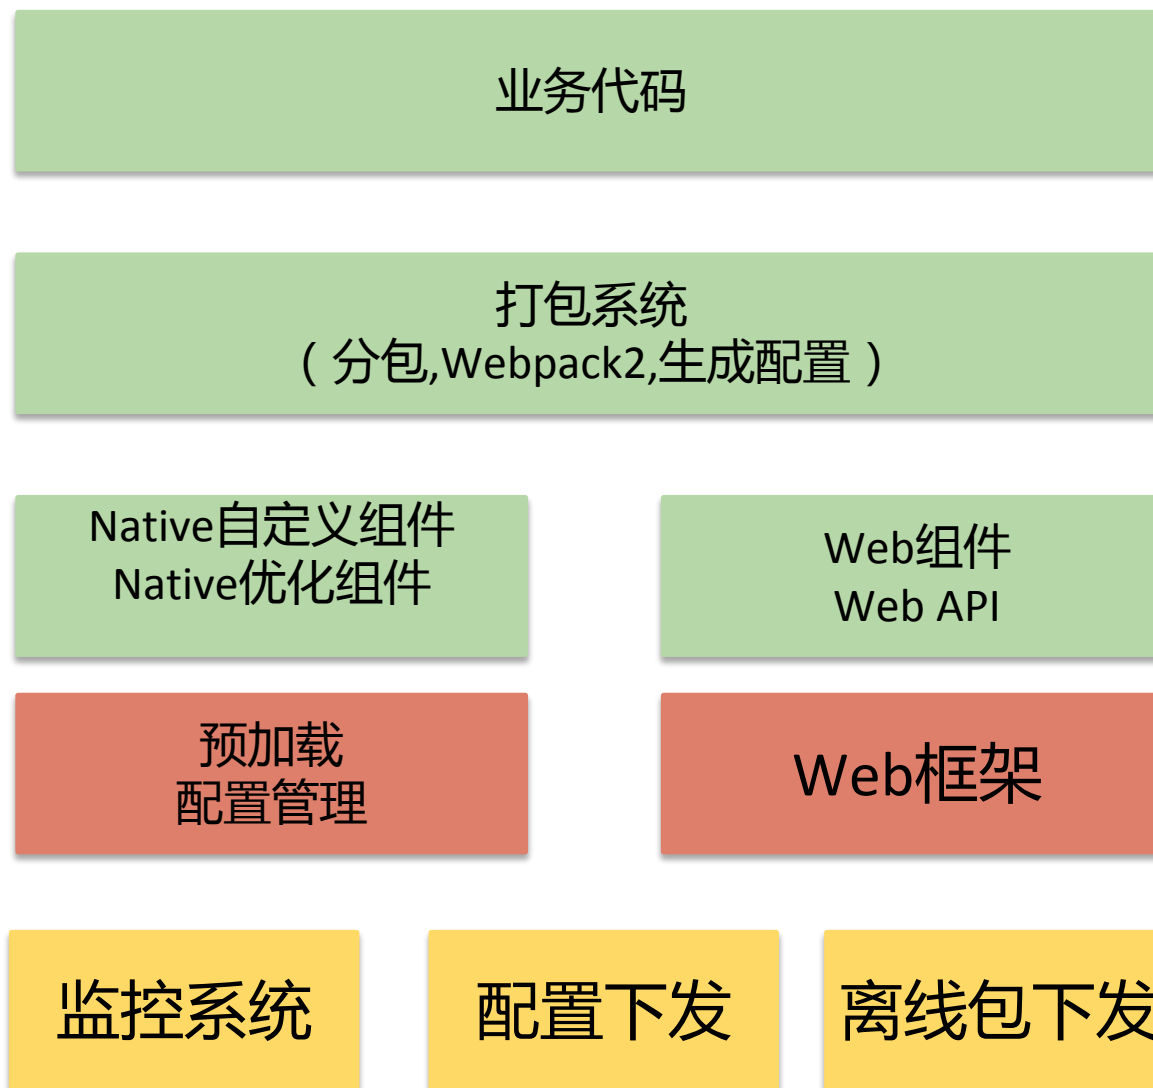 业务代码
打包系统
（分包,Webpack2,生成配置）
Native自定义组件
Native优化组件
Web组件
Web API
预加载
配置管理
Web框架
监控系统
配置下发
离线包下发